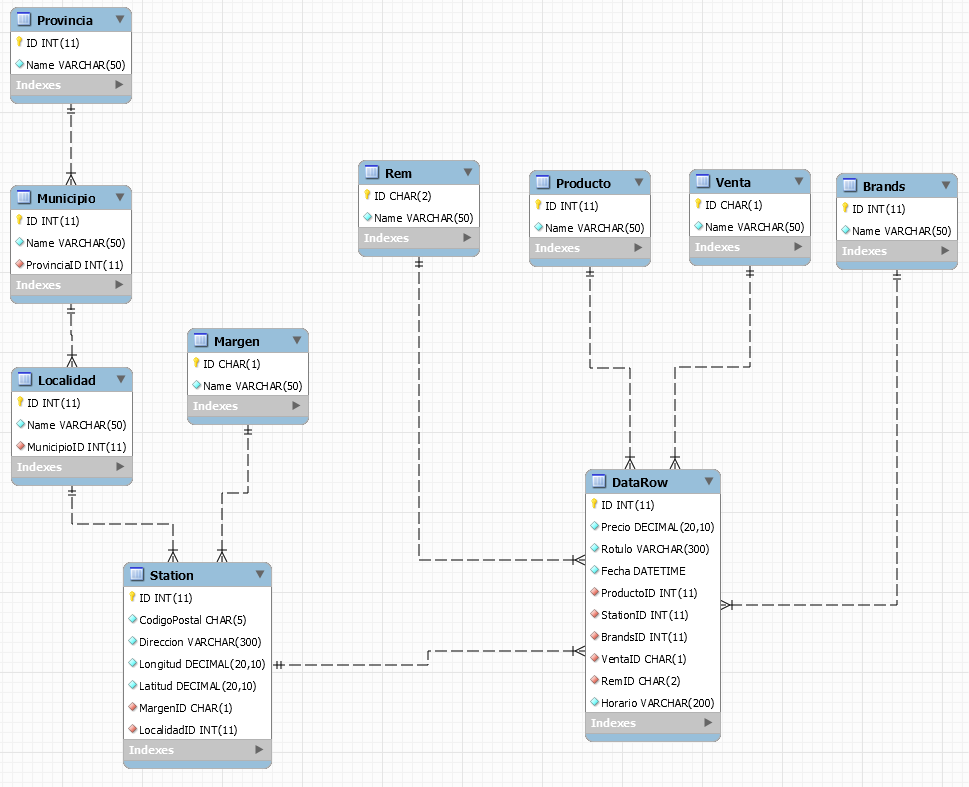 Provincia
ID INT(11)
Name VARCHAR(50)
Indexes
Municipio
ID INT(11)
Name VARCHAR(50)
ProvinciaID INT(11)
Indexes
Localidad
ID INT(11)
Name VARCHAR(50)
MunicipioID INT(11)
Indexes
Margen
ID CHAR(1)
Name VARCHAR(50)
Indexes
Rem
ID CHAR(2)
Name VARCHAR(50)
Indexes
Producto
ID INT(11)
Name VARCHAR(50)
Indexes
Venta
ID CHAR(1)
Name VARCHAR(50)
Indexes
Brands
ID INT(11)
Name VARCHAR(50)
Indexes
Station
ID INT(11)
CodigoPostal CHAR(5)
Direccion VARCHAR(300)
Longitud DECIMAL(20,10)
Latitud DECIMAL(20,10)
MargenID CHAR(1)
LocalidadID INT(11)
Indexes
DataRow
ID INT(11)
Precio DECIMAL(20,10)
Rotulo VARCHAR(300)
Fecha DATETIME
ProductoID INT(11)
StationID INT(11)
BrandsID INT(11)
VentaID CHAR(1)
RemID CHAR(2)
Horario VARCHAR(200)
Indexes